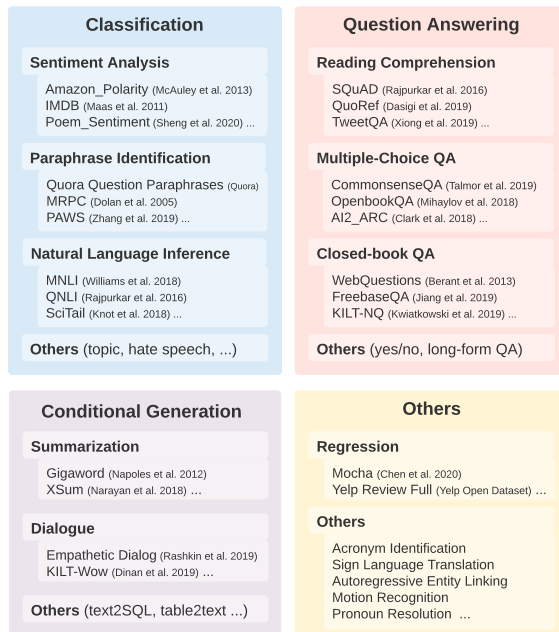 Classification
Sentiment Analysis
Amazon_Polarity (McAuley et al. 2013)
IMDB (Maas et al. 2011)
Poem_Sentiment (Sheng et al. 2020) ...
Paraphrase Identification
Quora Question Paraphrases (Quora)
MRPC (Dolan et al. 2005)
PAWS (Zhang et al. 2019) ...
Natural Language Inference
MNLI (Williams et al. 2018)
QNLI (Rajpurkar et al. 2016)
SciTail (Knot et al. 2018) ...
Others (topic, hate speech, ...)
Question Answering
Reading Comprehension
SQuAD (Rajpurkar et al. 2016)
QuoRef (Dasigi et al. 2019)
TweetQA (Xiong et al. 2019) ...
Multiple-Choice QA
CommonsenseQA (Talmor et al. 2019)
OpenbookQA (Mihaylov et al. 2018)
AI2_ARC (Clark et al. 2018) ...
Closed-book QA
WebQuestions (Berant et al. 2013)
FreebaseQA (Jiang et al. 2019)
KILT-NQ (Kwiatkowski et al. 2019) ...
Others (yes/no, long-form QA)
Conditional Generation
Summarization
Gigaword (Napoles et al. 2012)
XSum (Narayan et al. 2018) ...
Dialogue
Empathetic Dialog (Rashkin et al. 2019)
KILT-Wow (Dinan et al. 2019) ...
Others (text2SQL, table2text ...)
Others
Regression
Mocha (Chen et al. 2020)
Yelp Review Full (Yelp Open Dataset) ...
Others
Acronym Identification
Sign Language Translation
Autoregressive Entity Linking
Motion Recognition
Pronoun Resolution ...